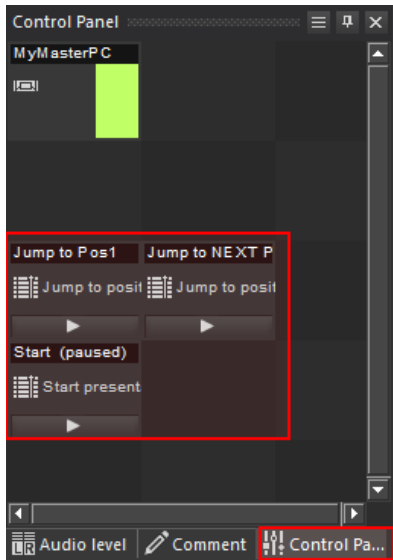 Control Panel
MyMasterPC
Jump to Pos1
Jump to NEXT P
Jump to posit
Jump to posit
Start (paused)
Start present
Audio level
Comment
Control Pa...